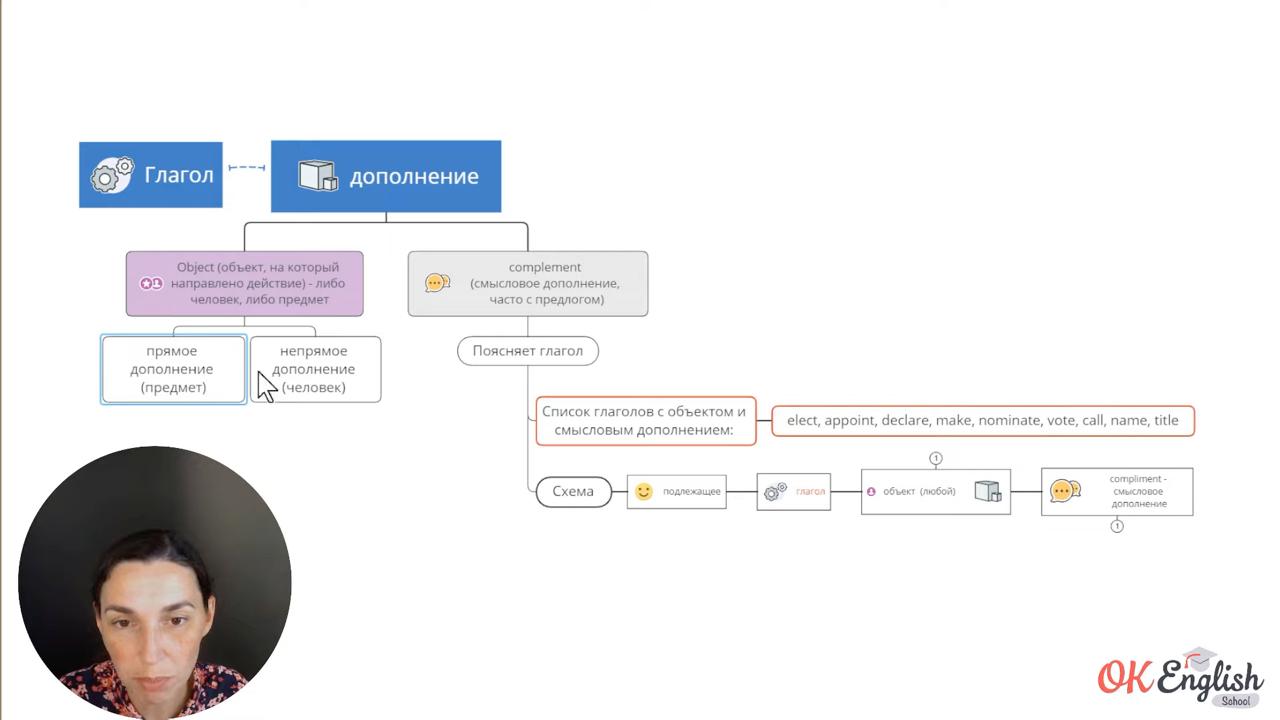 Глагол
дополнение
Object (объект, на который
направлено действие) - либо
человек, либо предмет
complement
(смысловое дополнение,
часто с предлогом)
прямое
дополнение
(предмет)
непрямое
дополнение
(человек)
Поясняет глагол
Список глаголов с объектом и
смысловым дополнением:
elect, appoint, declare, make, nominate, vote, call, name, title
Схема
подлежащее
глагол
1
объект (любой)
compliment -
смысловое
дополнение
1
OK English
School